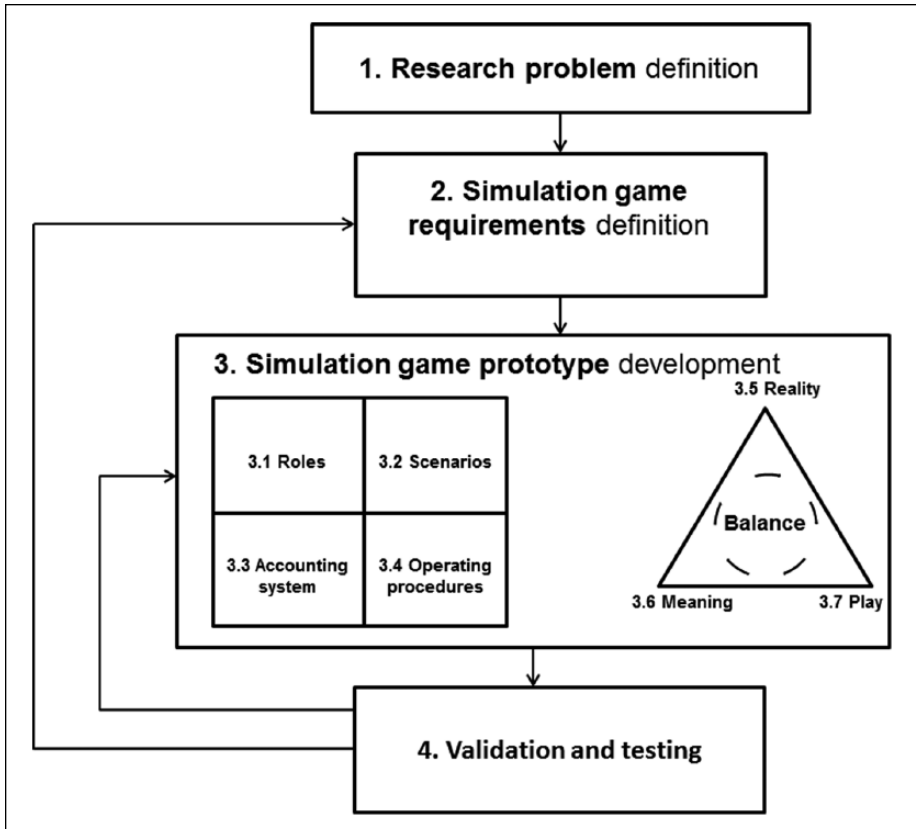 1. Research problem definition
2. Simulation game
requirements definition
3. Simulation game prototype development
3.1 Roles
3.2 Scenarios
3.3 Accounting
system
3.4 Operating
procedures
3.5 Reality
Balance
3.6 Meaning
3.7 Play
4. Validation and testing